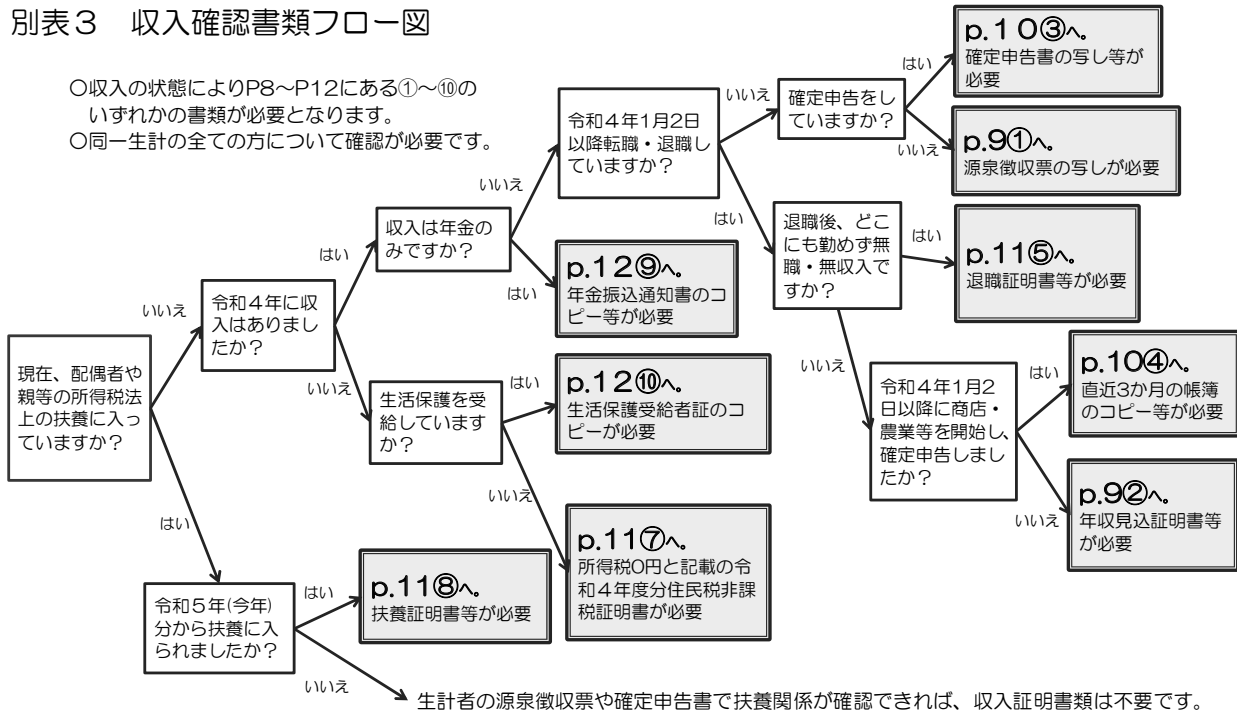 別表３　収入確認書類フロー図
○収入の状態によりP8～P12にある①～⑩の
いずれかの書類が必要となります。
○同一生計の全ての方について確認が必要です。
現在、配偶者や
親等の所得税法
上の扶養に入っ
ていますか？
いいえ
はい
令和４年に収
入はありまし
たか？
はい
いいえ
収入は年金の
みですか？
いいえ
はい
令和４年1月2日
以降転職・退職し
ていますか？
いいえ
はい
確定申告をし
ていますか？
はい
いいえ
p.１０③へ。
確定申告書の写し等が
必要
p.9①へ。
源泉徴収票の写しが必要
退職後、どこ
にも勤めず無
職・無収入で
すか？
はい
いいえ
p.11⑤へ。
退職証明書等が必要
令和４年1月2
日以降に商店・
農業等を開始し、
確定申告しまし
たか？
はい
いいえ
p.10④へ。
直近3か月の帳簿
のコピー等が必要
p.9②へ。
年収見込証明書等
が必要
p.１２⑨へ。
年金振込通知書のコ
ピー等が必要
生活保護を受
給しています
か？
はい
いいえ
p.１２⑩へ。
生活保護受給者証のコ
ピーが必要
p.１１⑦へ。
所得税0円と記載の令
和４年度分住民税非課
税証明書が必要
令和５年(今年)
分から扶養に入
られましたか？
はい
いいえ
p.11⑧へ。
扶養証明書等が必要
生計者の源泉徴収票や確定申告書で扶養関係が確認できれば、収入証明書類は不要です。